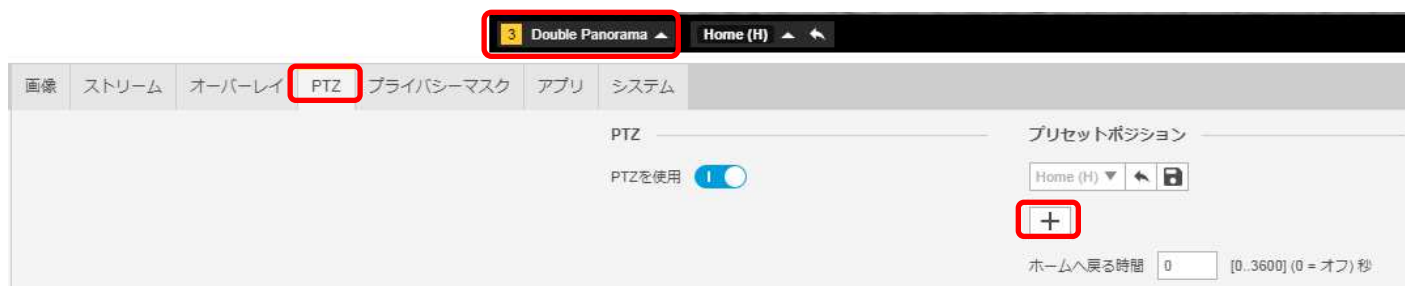 3 Double Panorama Home (H)
画像 ストリーム オーバーレイ PTZ プライバシーマスク アプリ システム
PTZ プリセットポジション
PTZを使用 Home (H)
+
ホームへ戻る時間 0 [0..3600] (0 = オフ) 秒